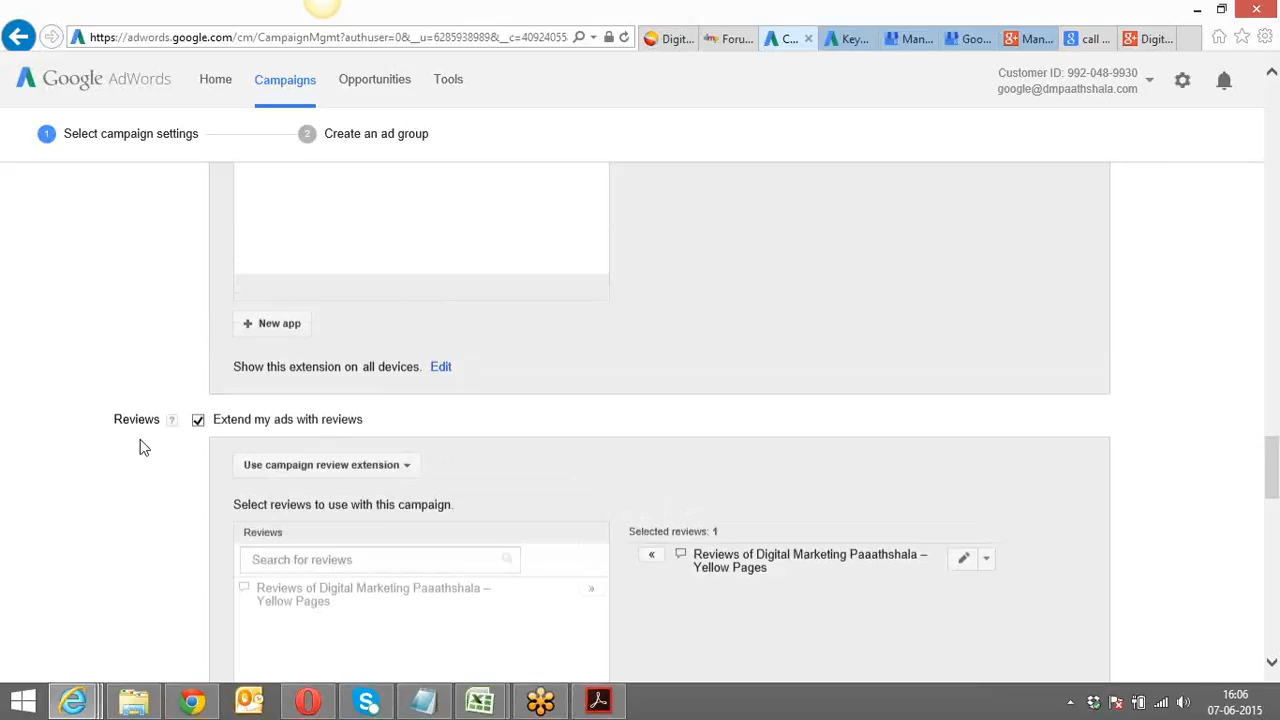 https://adwords.google.com/cm/CampaignMgmt?authuser=0&__u=6285938989&__c=40924055
Digit...
Foru...
C...
Key...
Man...
Goo...
Man...
call ...
Digit...
Google AdWords
Home
Campaigns
Opportunities
Tools
Customer ID: 992-048-9930
google@dmpaathshala.com
1 Select campaign settings
2 Create an ad group
+ New app
Show this extension on all devices. Edit
Reviews ? Extend my ads with reviews
Use campaign review extension
Select reviews to use with this campaign.
Reviews
Search for reviews
Reviews of Digital Marketing Paaathshala –
Yellow Pages
»
Selected reviews: 1
«
Reviews of Digital Marketing Paaathshala –
Yellow Pages
16:06
07-06-2015